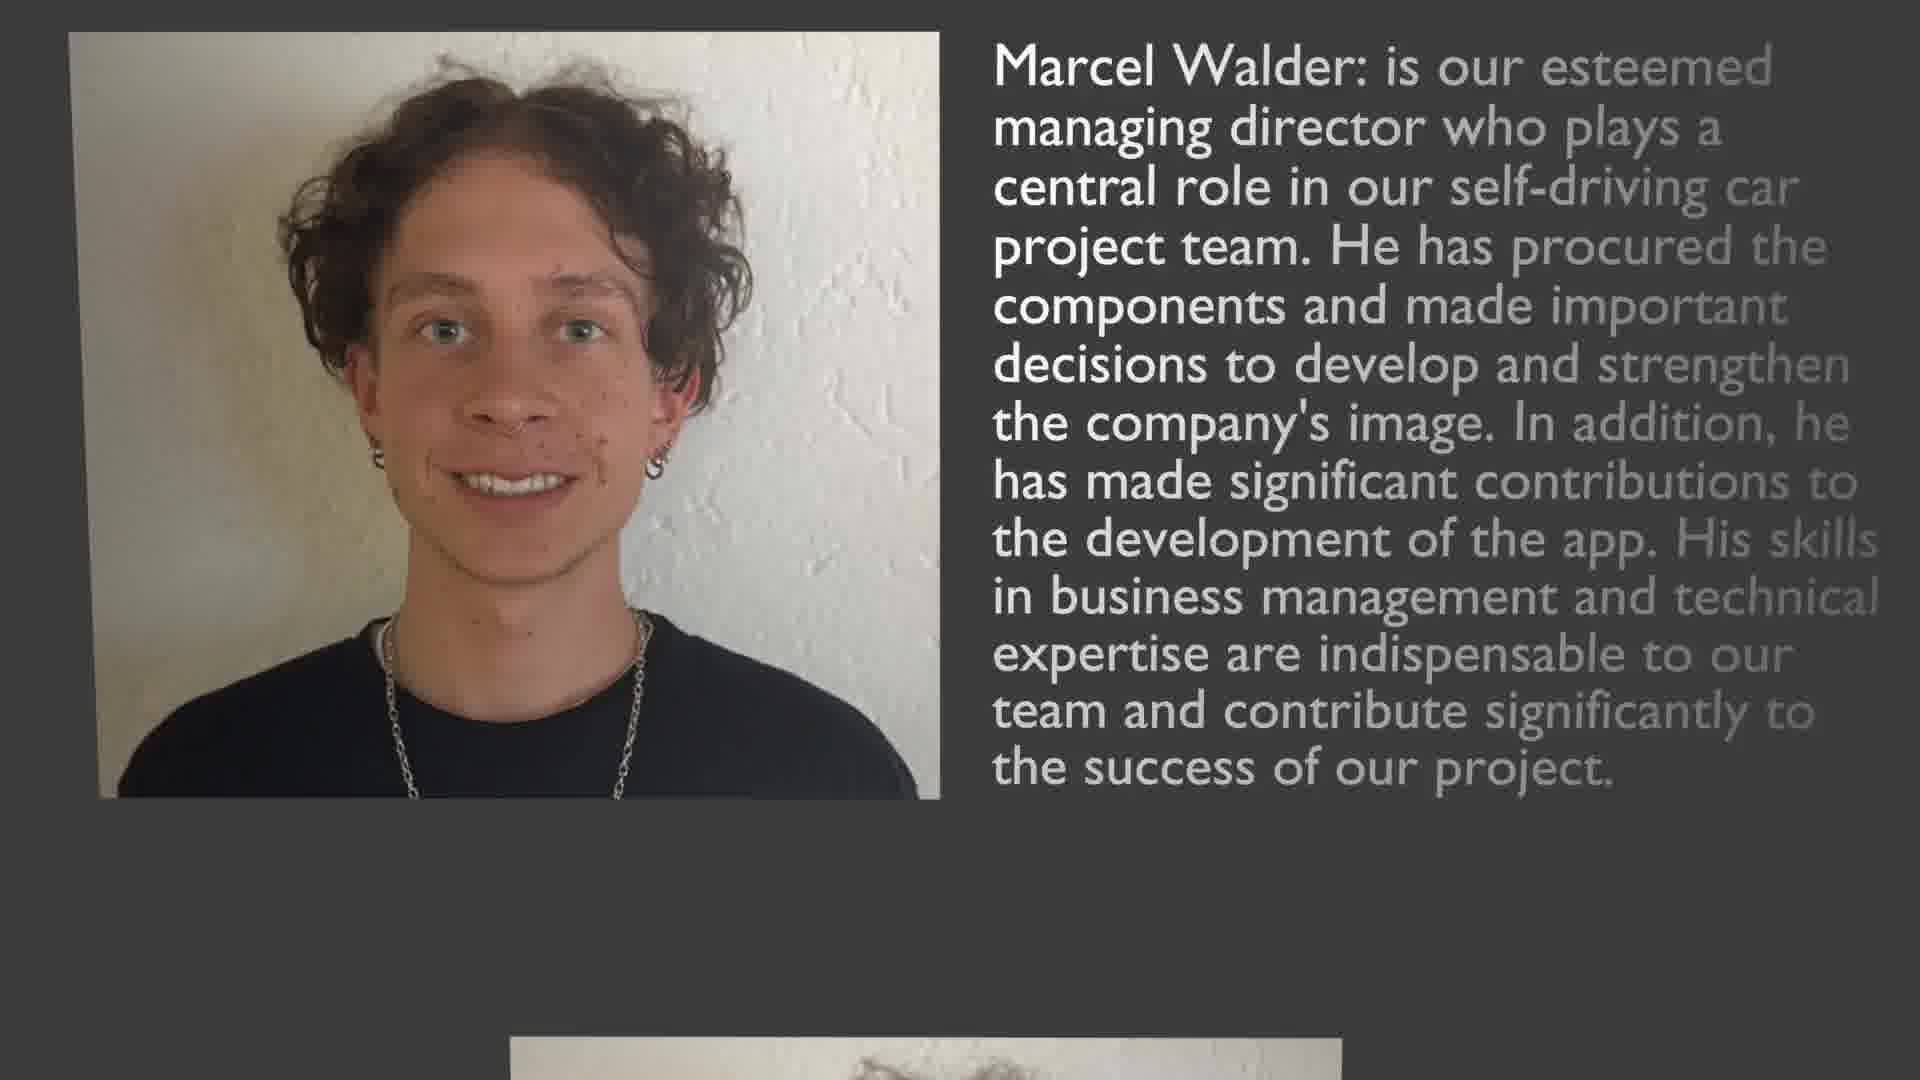 Marcel Walder: is our esteemed
managing director who plays a
central role in our self-driving car
project team. He has procured the
components and made important
decisions to develop and strengthen
the company's image. In addition, he
has made significant contributions to
the development of the app. His skills
in business management and technical
expertise are indispensable to our
team and contribute significantly to
the success of our project.